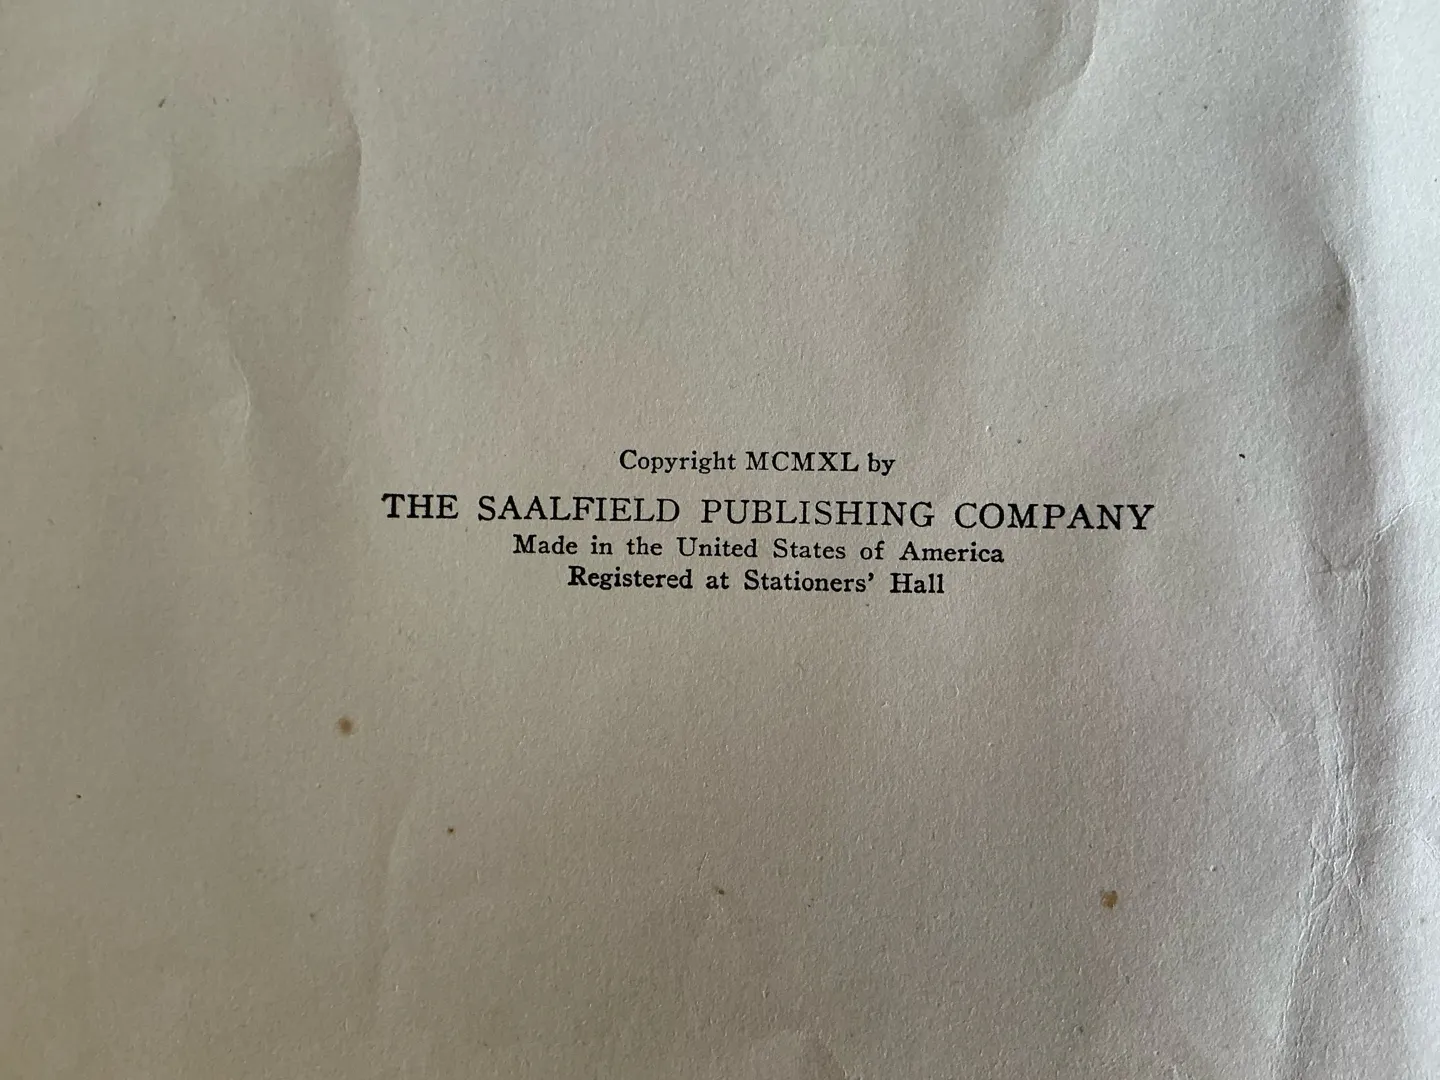 Copyright MCMXL by
THE SAALFIELD PUBLISHING COMPANY
Made in the United States of America
Registered at Stationers' Hall